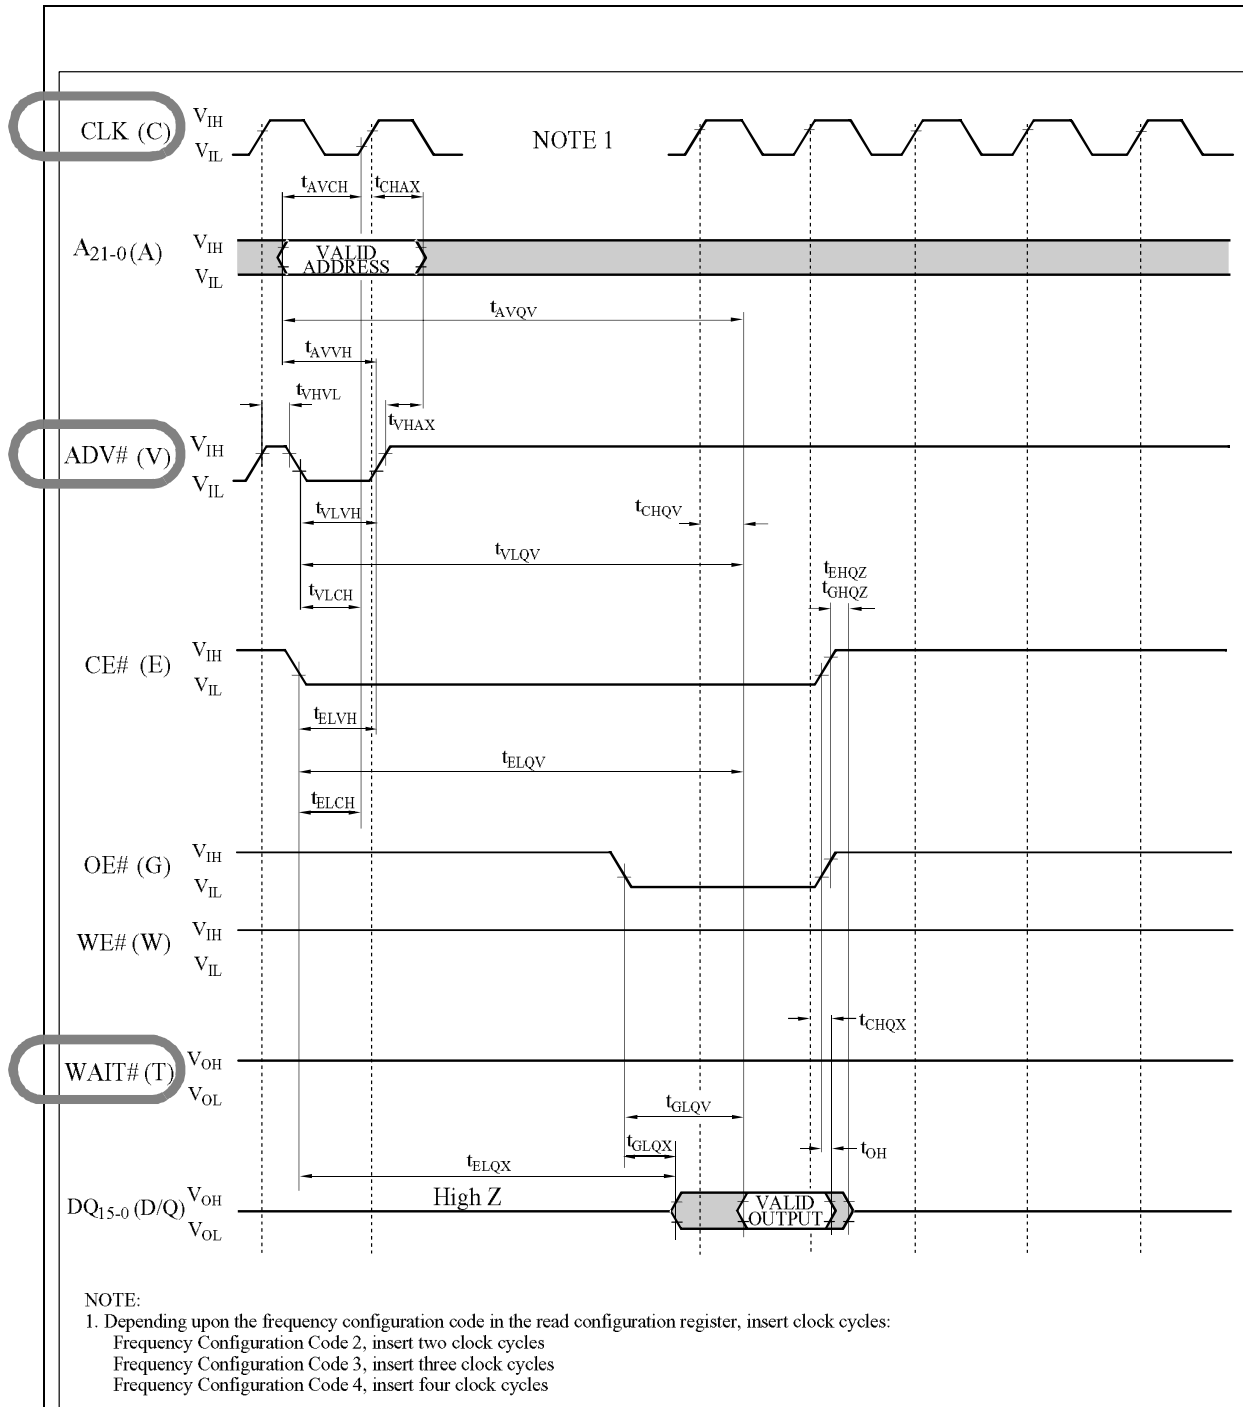 CLK (C)
VIH
VIL
NOTE 1
tAVCH
tCHAX
A21-0 (A)
VIH
VIL
VALID
ADDRESS
tAVQV
tAVVH
tVHVL
tVHAX
ADV# (V)
VIH
VIL
tVLVH
tCHQV
tVLQV
tVLCH
tEHQZ
tGHQZ
CE# (E)
VIH
VIL
tELVH
tELQV
tELCH
OE# (G)
VIH
VIL
WE# (W)
VIH
VIL
tCHQX
WAIT# (T)
VOH
VOL
tGLQV
tGLQX
tOH
tELQX
DQ15-0 (D/Q)
VOH
VOL
High Z
VALID
OUTPUT
NOTE:
1. Depending upon the frequency configuration code in the read configuration register, insert clock cycles:
Frequency Configuration Code 2, insert two clock cycles
Frequency Configuration Code 3, insert three clock cycles
Frequency Configuration Code 4, insert four clock cycles